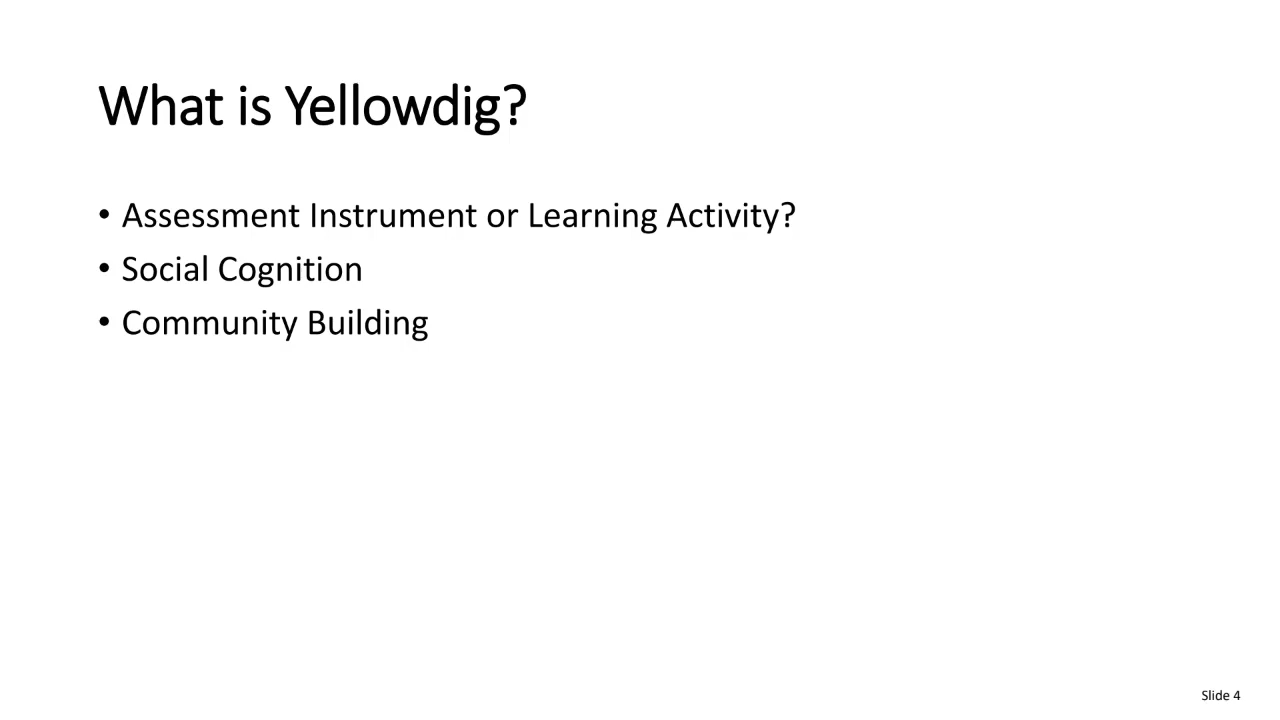 What is Yellowdig?
• Assessment Instrument or Learning Activity?
• Social Cognition
• Community Building
Slide 4